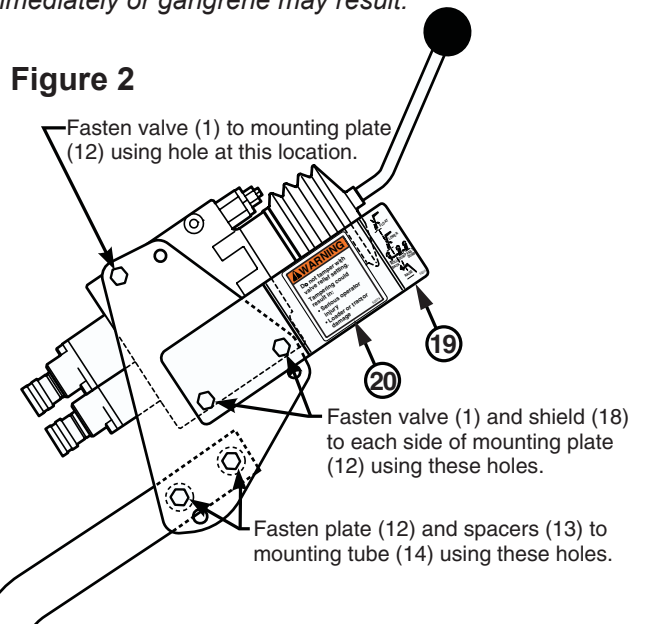 mmediately or gangrene may result.
Figure 2
Fasten valve (1) to mounting plate
(12) using hole at this location.
WARNING
Do not tamper with
valve relief setting.
Tampering could
result in:
• Serious operator
injury
• Loader or tractor
damage
19
20
Fasten valve (1) and shield (18)
to each side of mounting plate
(12) using these holes.
Fasten plate (12) and spacers (13) to
mounting tube (14) using these holes.